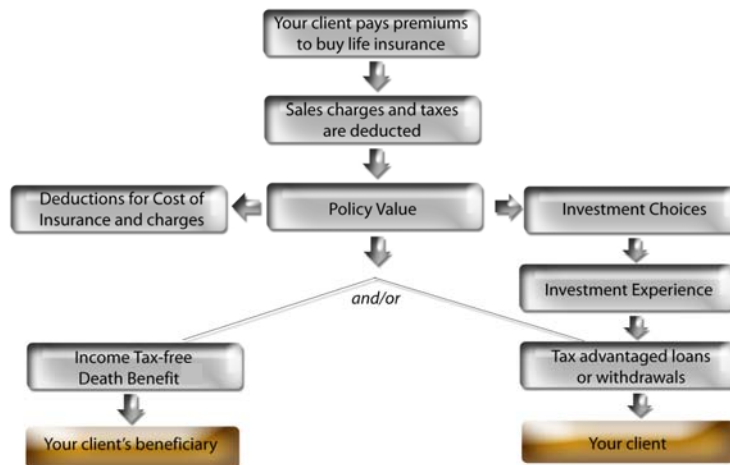 Your client pays premiums
to buy life insurance
Sales charges and taxes
are deducted
Deductions for Cost of
Insurance and charges
Policy Value
Investment Choices
and/or
Investment Experience
Income Tax-free
Death Benefit
Tax advantaged loans
or withdrawals
Your client’s beneficiary
Your client